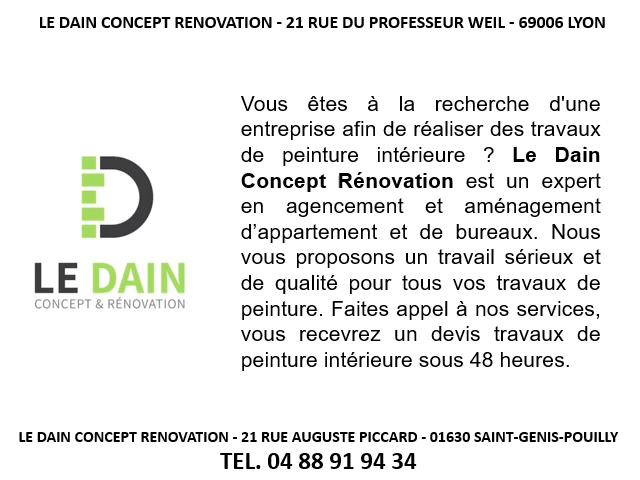 LE DAIN CONCEPT RENOVATION - 21 RUE DU PROFESSEUR WEIL - 69006 LYON
Vous êtes à la recherche d'une
entreprise afin de réaliser des travaux
de peinture intérieure ? Le Dain
Concept Rénovation est un expert
en agencement et aménagement
d’appartement et de bureaux. Nous
vous proposons un travail sérieux et
de qualité pour tous vos travaux de
peinture. Faites appel à nos services,
vous recevrez un devis travaux de
peinture intérieure sous 48 heures.
LE DAIN
CONCEPT & RÉNOVATION
LE DAIN CONCEPT RENOVATION - 21 RUE AUGUSTE PICCARD - 01630 SAINT-GENIS-POUILLY
TEL. 04 88 91 94 34